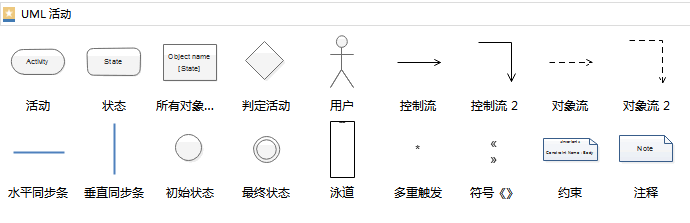 UML 活动
Activity
State
Object name
[State]
活动
状态
所有对象...
判定活动
用户
控制流
控制流 2
对象流
对象流 2
*
«
»
Constraint Name : Body
Note
水平同步条
垂直同步条
初始状态
最终状态
泳道
多重触发
符号 《》
约束
注释